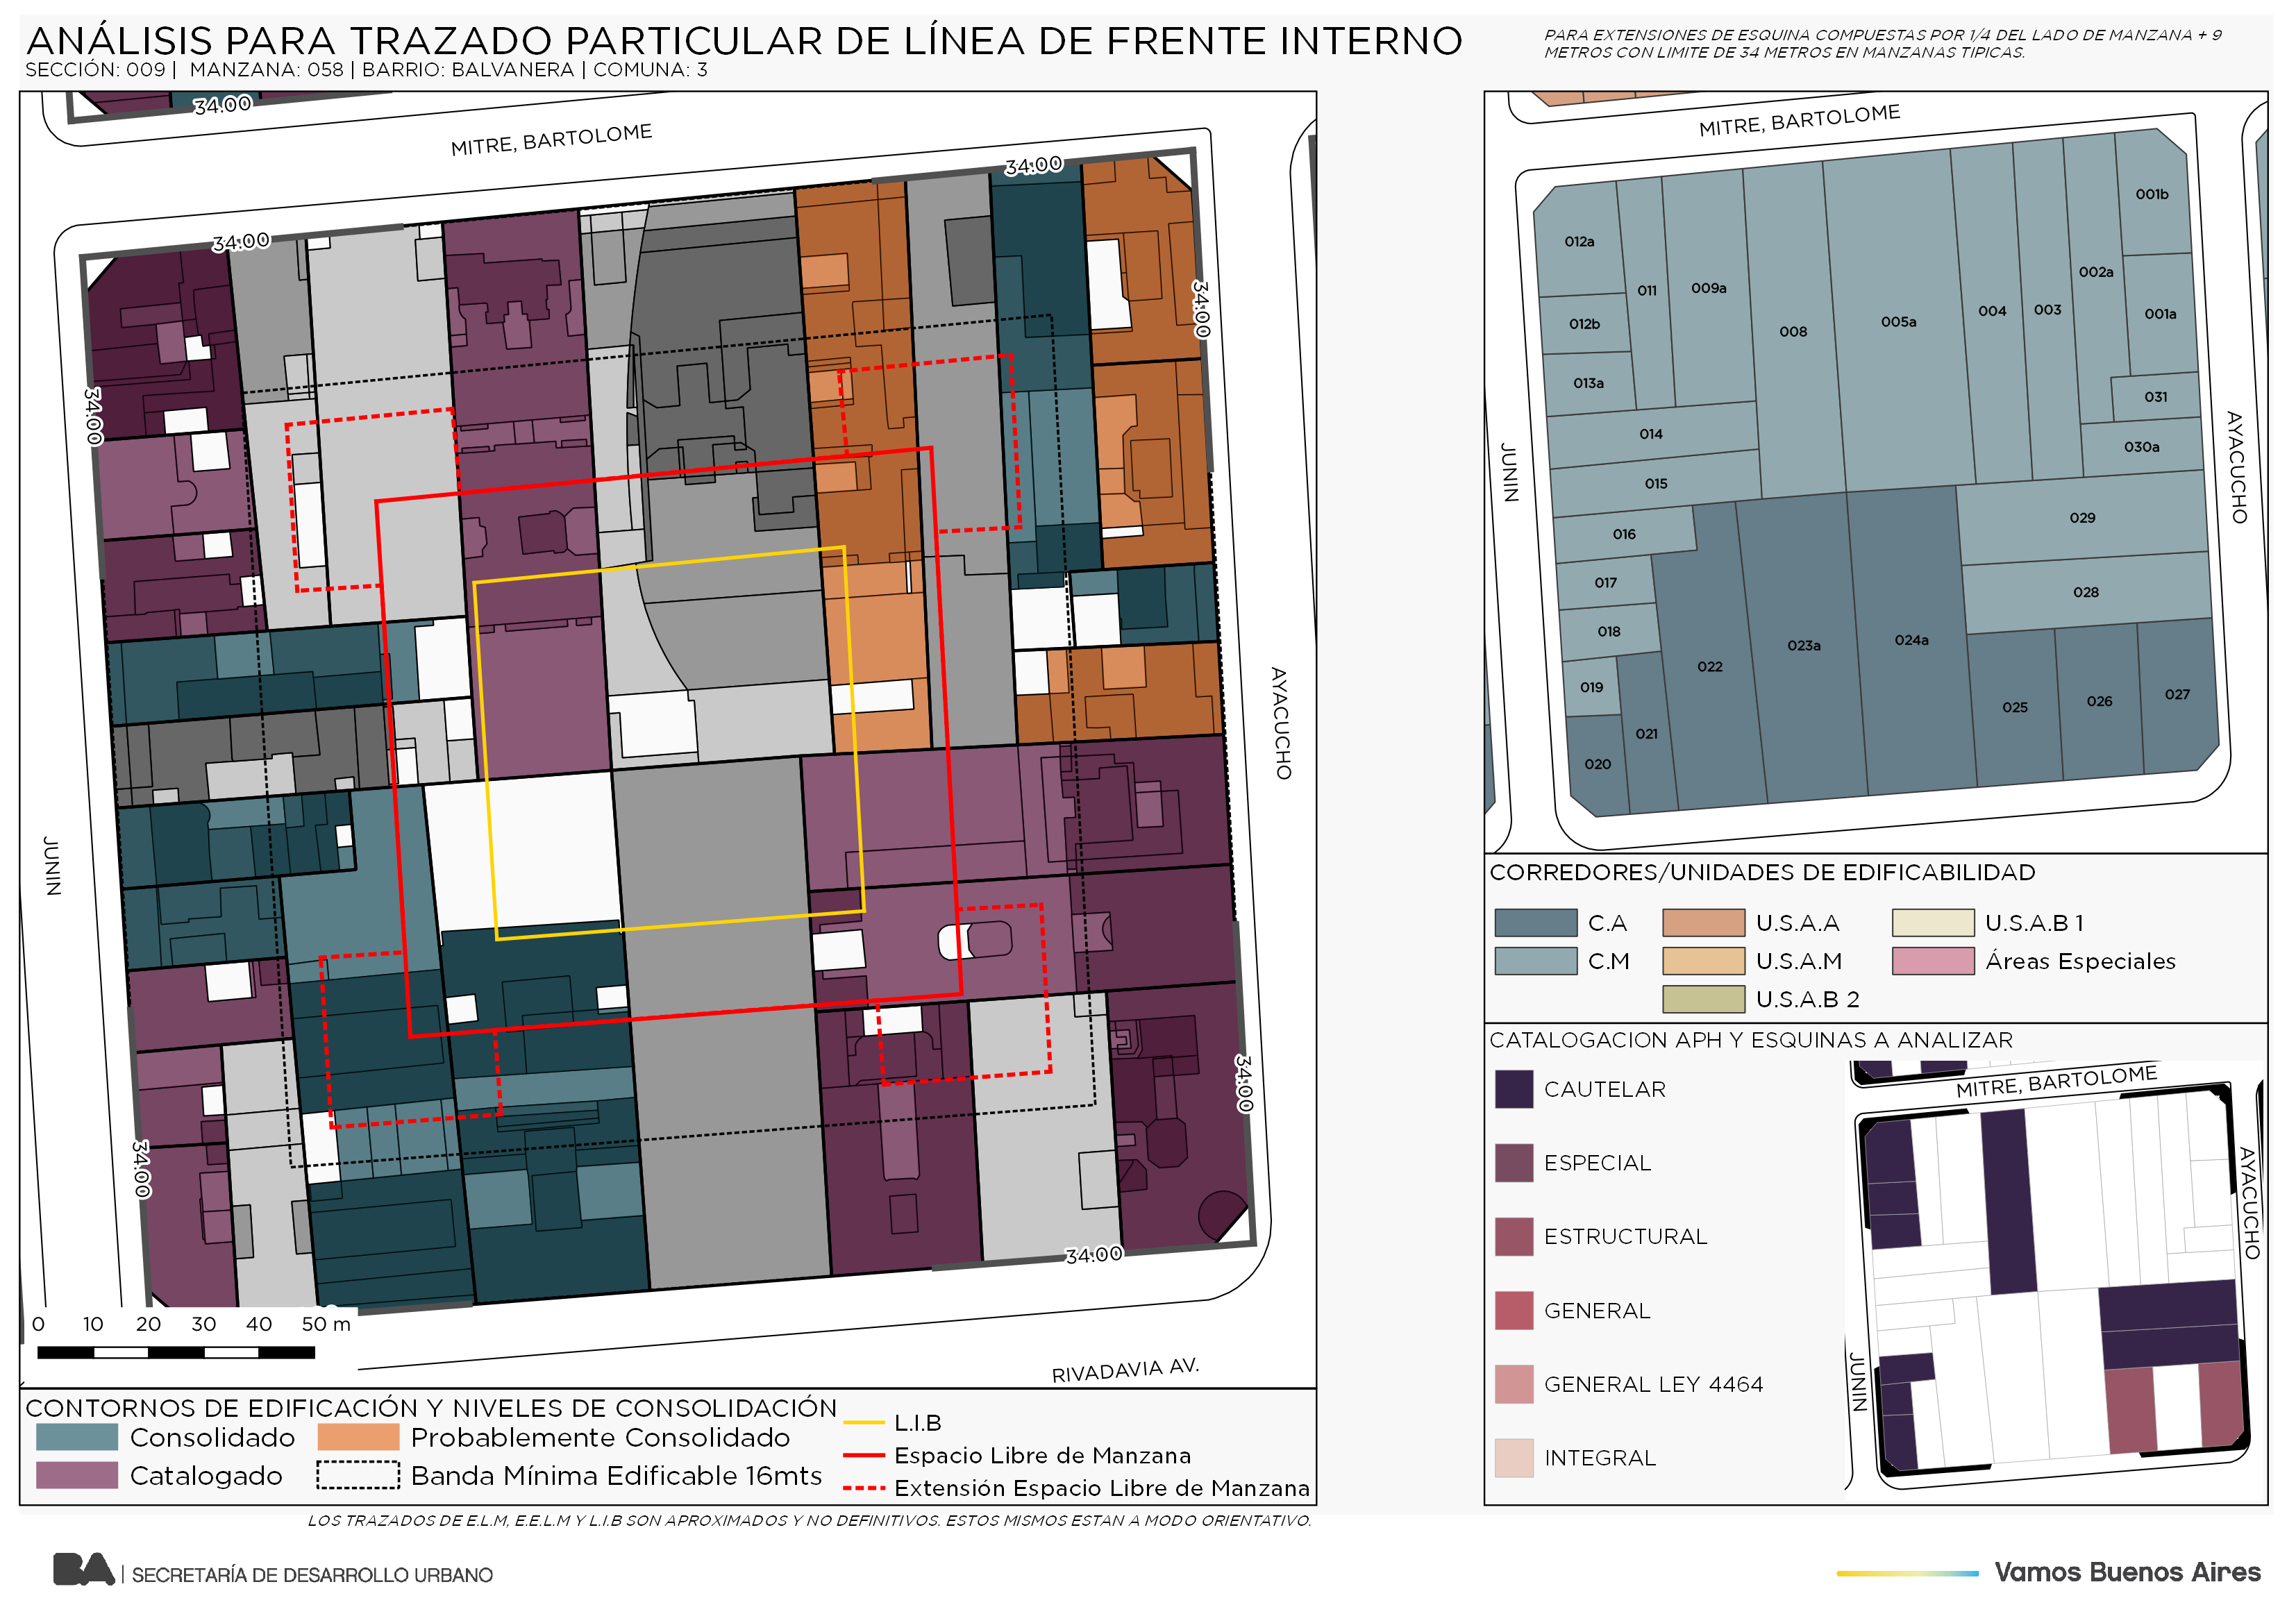 ANÁLISIS PARA TRAZADO PARTICULAR DE LÍNEA DE FRENTE INTERNO
SECCIÓN: 009 | MANZANA: 058 | BARRIO: BALVANERA | COMUNA: 3
PARA EXTENSIONES DE ESQUINA COMPUESTAS POR 1/4 DEL LADO DE MANZANA + 9
METROS CON LIMITE DE 34 METROS EN MANZANAS TIPICAS.
34.00
MITRE, BARTOLOME
34.00
34.00
34.00
34.00
AYACUCHO
JUNIN
34.00
34.00
34.00
0 10 20 30 40 50 m
RIVADAVIA AV.
CONTORNOS DE EDIFICACIÓN Y NIVELES DE CONSOLIDACIÓN
Consolidado
Probablemente Consolidado
Catalogado
Banda Mínima Edificable 16mts
L.I.B
Espacio Libre de Manzana
Extensión Espacio Libre de Manzana
MITRE, BARTOLOME
001b
012a
011
009a
002a
008
005a
004
003
001a
012b
013a
031
014
030a
015
JUNIN
AYACUCHO
016
029
017
028
018
022
023a
024a
019
025
026
027
021
020
CORREDORES/UNIDADES DE EDIFICABILIDAD
C.A
U.S.A.A
U.S.A.B 1
C.M
U.S.A.M
Áreas Especiales
U.S.A.B 2
CATALOGACION APH Y ESQUINAS A ANALIZAR
CAUTELAR
ESPECIAL
ESTRUCTURAL
GENERAL
GENERAL LEY 4464
INTEGRAL
MITRE, BARTOLOME
AYACUCHO
JUNIN
LOS TRAZADOS DE E.L.M, E.E.L.M Y L.I.B SON APROXIMADOS Y NO DEFINITIVOS. ESTOS MISMOS ESTAN A MODO ORIENTATIVO.
BA | SECRETARÍA DE DESARROLLO URBANO
Vamos Buenos Aires